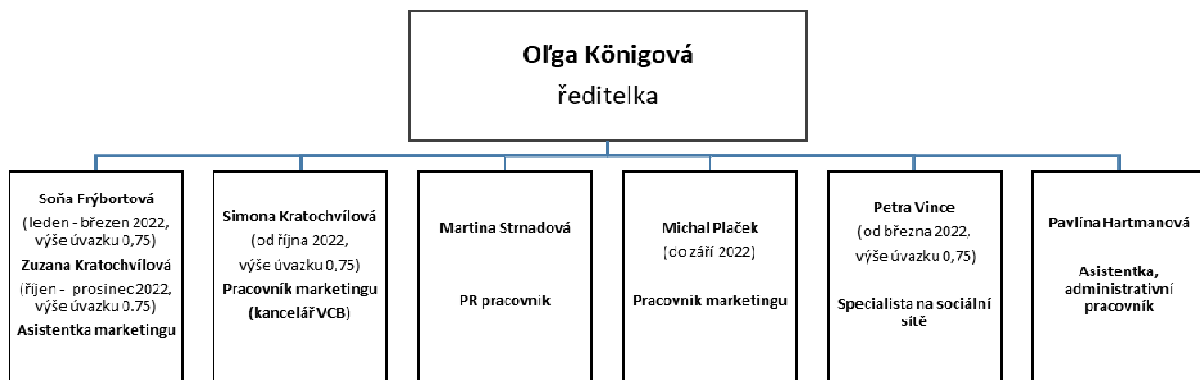 Oľga Königová
ředitelka
Soňa Frýbortová
(leden - březen 2022,
výše úvazku 0,75)
Zuzana Kratochvílová
(říjen - prosinec 2022,
výše úvazku 0.75)
Asistentka marketingu
Simona Kratochvílová
(od října 2022,
výše úvazku 0,75)
Pracovník marketingu
(kancelář VCB)
Martina Strnadová
PR pracovník
Michal Plaček
(do září 2022)
Pracovník marketingu
Petra Vince
(od března 2022,
výše úvazku 0,75)
Specialista na sociální
sítě
Pavlína Hartmanová
Asistentka,
administrativní
pracovník